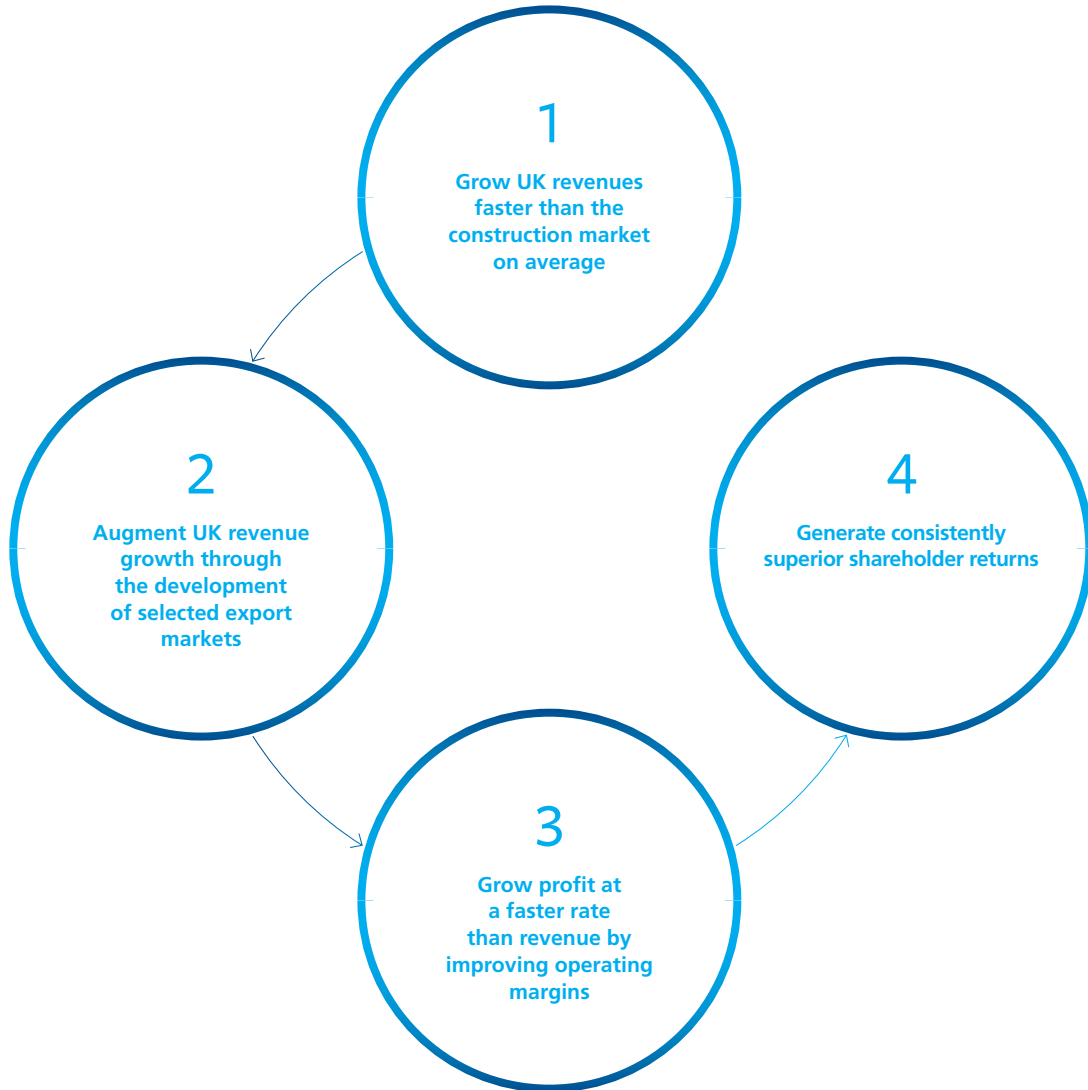 1
Grow UK revenues
faster than the
construction market
on average
2
Augment UK revenue
growth through
the development
of selected export
markets
3
Grow profit at
a faster rate
than revenue by
improving operating
margins
4
Generate consistently
superior shareholder returns